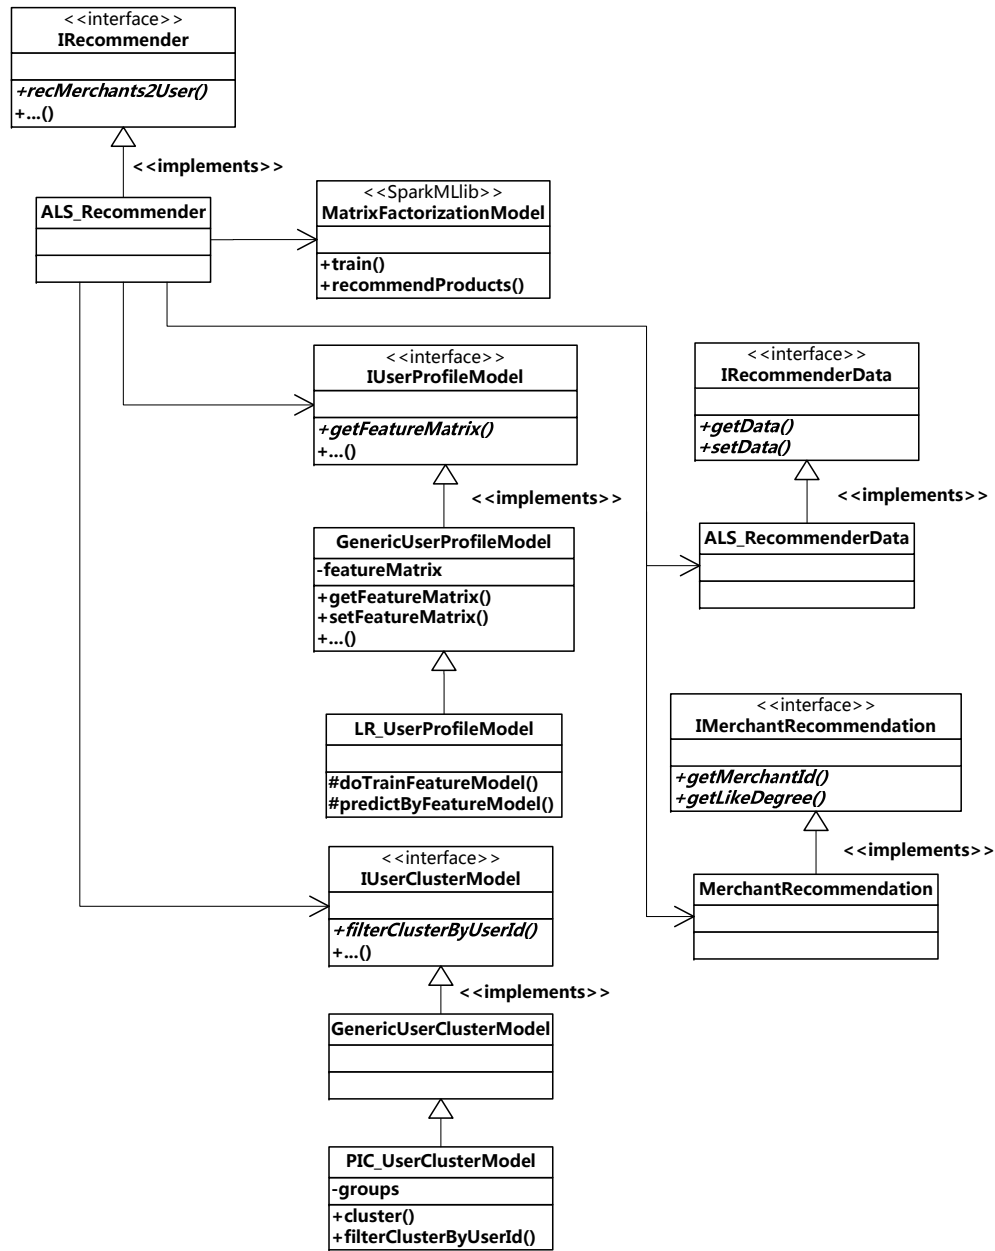 <<interface>>
IRecommender
+recMerchants2User()
+...()
<<implements>>
ALS_Recommender
<<SparkMLlib>>
MatrixFactorizationModel
+train()
+recommendProducts()
<<interface>>
IUserProfileModel
+getFeatureMatrix()
+...()
<<implements>>
GenericUserProfileModel
-featureMatrix
+getFeatureMatrix()
+setFeatureMatrix()
+...()
LR_UserProfileModel
#doTrainFeatureModel()
#predictByFeatureModel()
<<interface>>
IRecommenderData
+getData()
+setData()
<<implements>>
ALS_RecommenderData
<<interface>>
IMerchantRecommendation
+getMerchantId()
+getLikeDegree()
<<implements>>
MerchantRecommendation
<<interface>>
IUserClusterModel
+filterClusterByUserId()
+...()
<<implements>>
GenericUserClusterModel
PIC_UserClusterModel
-groups
+cluster()
+filterClusterByUserId()